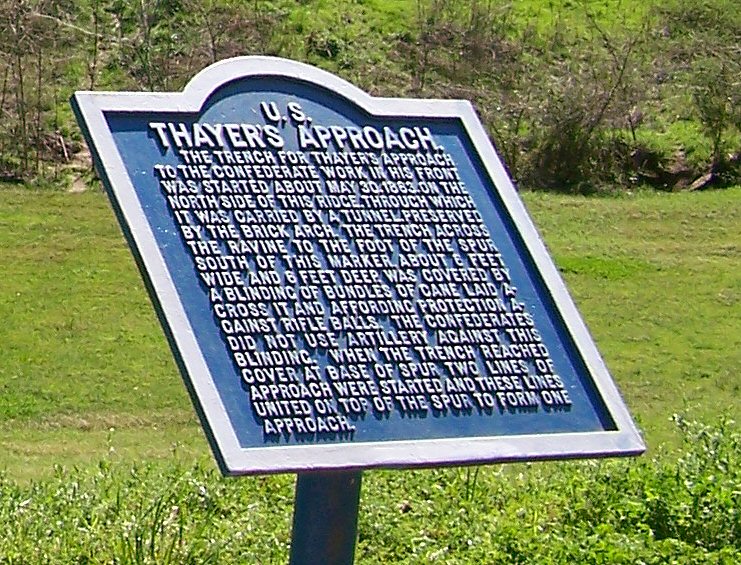 U.S.
THAYER'S APPROACH.
THE TRENCH FOR THAYER'S APPROACH
TO THE CONFEDERATE WORK IN HIS FRONT
WAS STARTED ABOUT MAY 30, 1863, ON THE
NORTH SIDE OF THIS RIDGE, THROUGH WHICH
IT WAS CARRIED BY A TUNNEL PRESERVED
BY THE BRICK ARCH. THE TRENCH ACROSS
THE RAVINE TO THE FOOT OF THE SPUR
SOUTH OF THIS MARKER, ABOUT 6 FEET
WIDE AND 6 FEET DEEP, WAS COVERED BY
A BLINDING OF BUNDLES OF CANE LAID A-
CROSS IT AND AFFORDING PROTECTION A-
GAINST RIFLE BALLS. THE CONFEDERATES
DID NOT USE ARTILLERY AGAINST THIS
BLINDING. WHEN THE TRENCH REACHED
COVER AT BASE OF SPUR TWO LINES OF
APPROACH WERE STARTED AND THESE LINES
UNITED ON TOP OF THE SPUR TO FORM ONE
APPROACH.